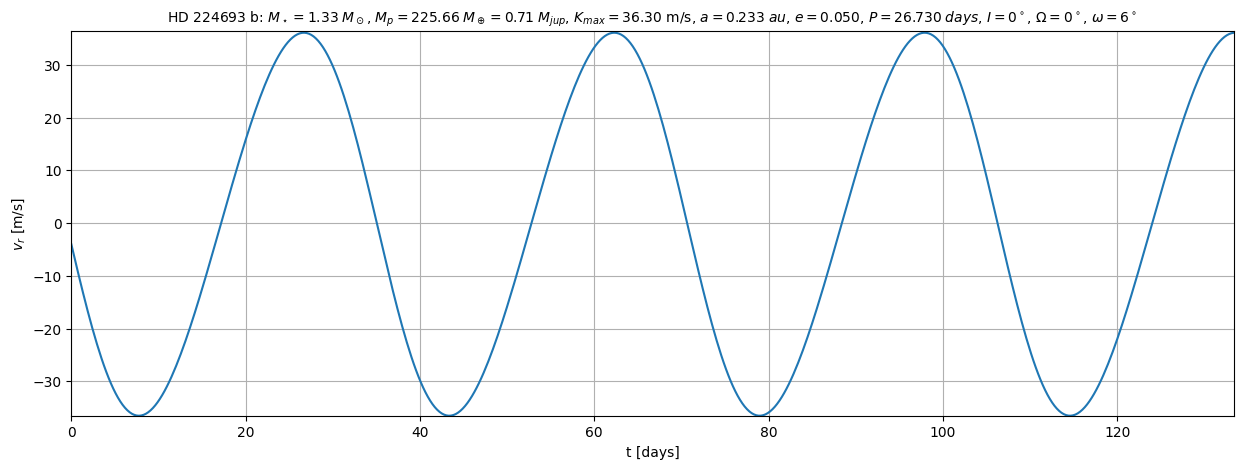 HD 224693 b: M⋆ = 1.33 M⊙, Mp = 225.66 M⊕ = 0.71 Mjup, Kmax = 36.30 m/s, a = 0.233 au, e = 0.050, P = 26.730 days, I = 0°, Ω = 0°, ω = 6°
30
20
10
0
−10
−20
−30
vr [m/s]
0 20 40 60 80 100 120
t [days]